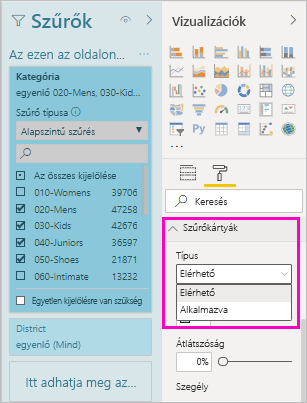 Szűrők
Az ezen az oldalon...
Kategória
egyenlő 020-Mens, 030-Kid...
Szűrő típusa
Alapszintű szűrés
Az összes kijelölése
010-Womens 39706
020-Mens 47258
030-Kids 42676
040-Juniors 36597
050-Shoes 21871
060-Intimate 13232
Egyetlen kijelölésre van szükség
District
egyenlő (Mind)
Itt adhatja meg az...
Vizualizációk
Py
Keresés
Szűrőkártyák
Típus
Elérhető
Elérhető
Alkalmazva
Átlátszóság
0%
Szegély